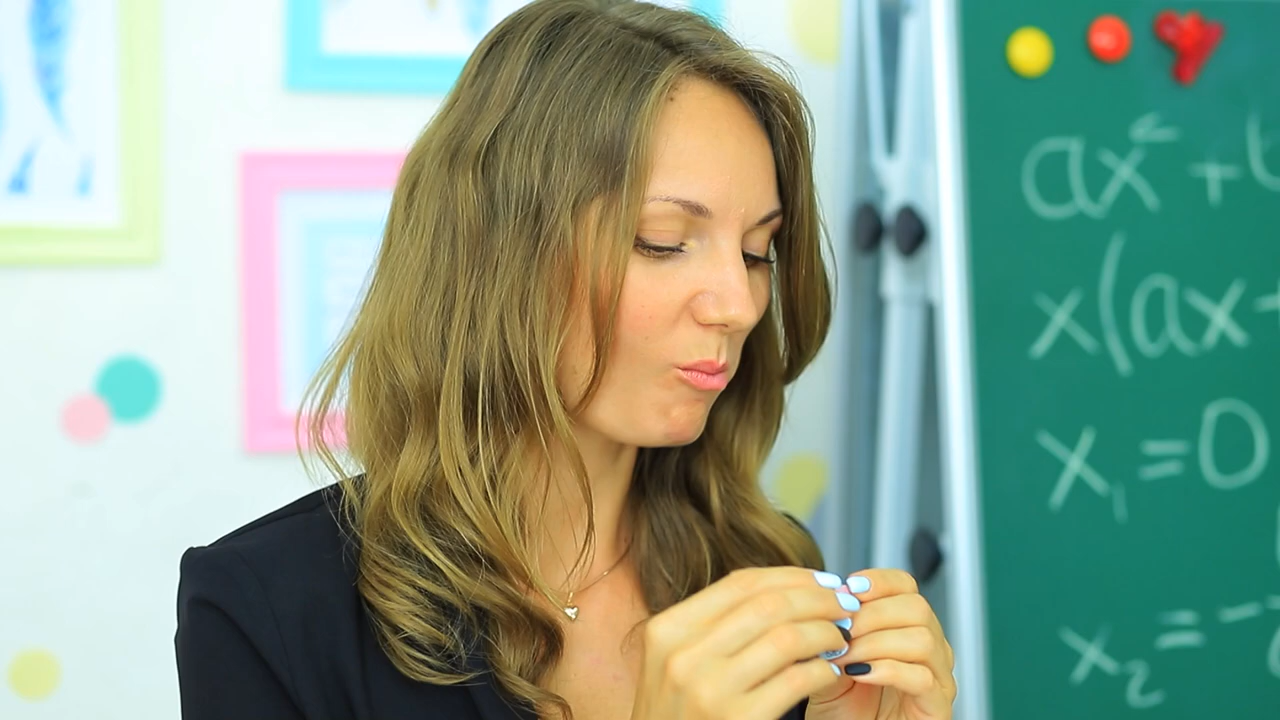 ax² +
x(ax+
x₁ = 0
x₂ = -